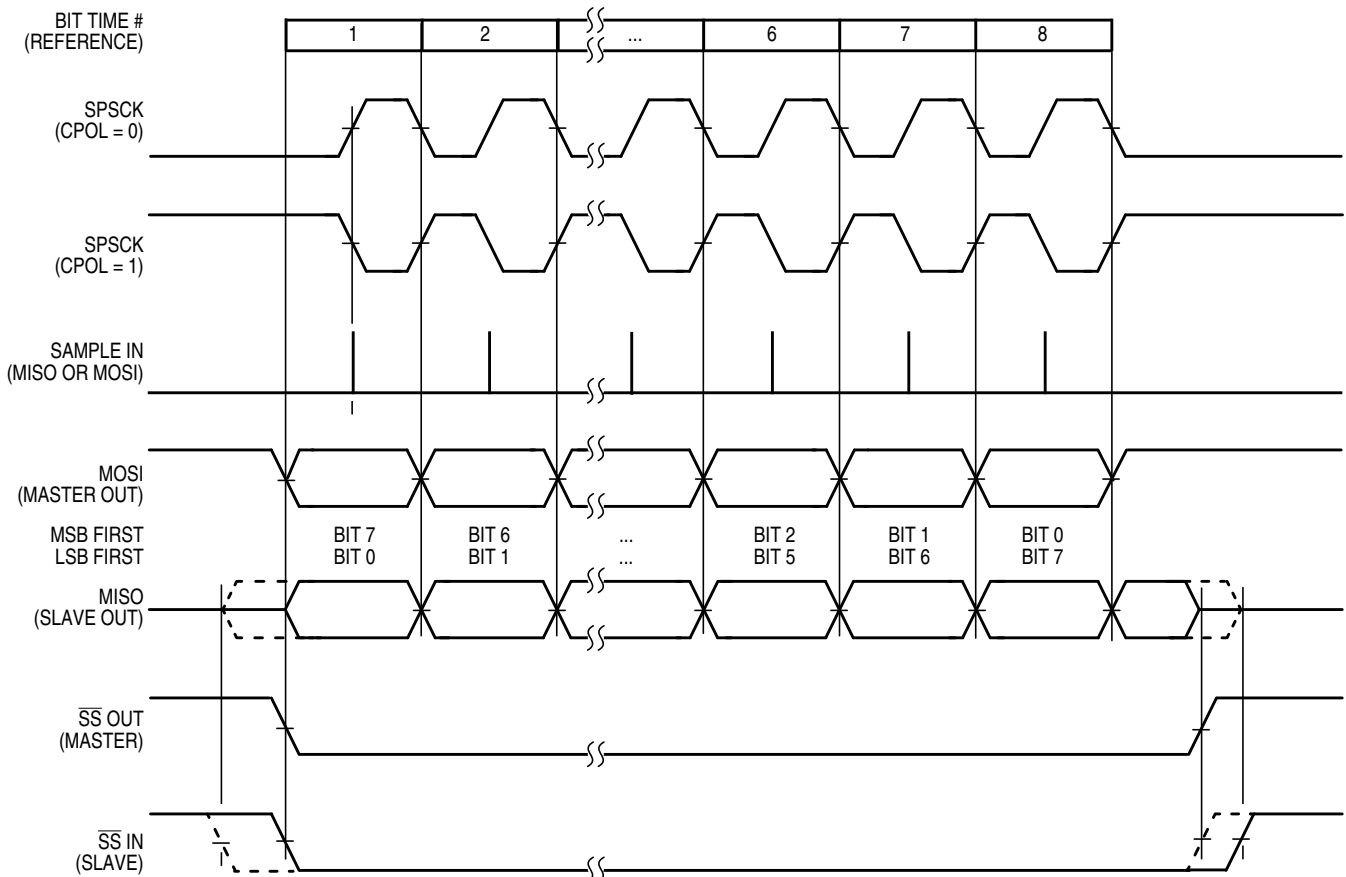 BIT TIME #
(REFERENCE)
1 2 ... 6 7 8
SPSCK
(CPOL = 0)
SPSCK
(CPOL = 1)
SAMPLE IN
(MISO OR MOSI)
MOSI
(MASTER OUT)
MSB FIRST BIT 7 BIT 6 ... BIT 2 BIT 1 BIT 0
LSB FIRST BIT 0 BIT 1 ... BIT 5 BIT 6 BIT 7
MISO
(SLAVE OUT)
S̅S̅ OUT
(MASTER)
S̅S̅ IN
(SLAVE)